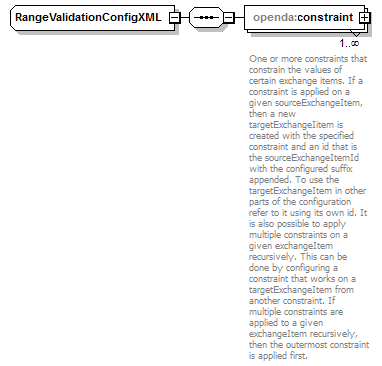 RangeValidationConfigXML
openda:constraint
1..∞
One or more constraints that
constrain the values of
certain exchange items. If a
constraint is applied on a
given sourceExchangeItem,
then a new
targetExchangeIitem is
created with the specified
constraint and an id that is
the sourceExchangeItemId
with the configured suffix
appended. To use the
targetExchangeItem in other
parts of the configuration
refer to it using its own id. It
is also possible to apply
multiple constraints on a
given exchangeItem
recursively. This can be
done by configuring a
constraint that works on a
targetExchangeItem from
another constraint. If
multiple constraints are
applied to a given
exchangeItem recursively,
then the outermost constraint
is applied first.